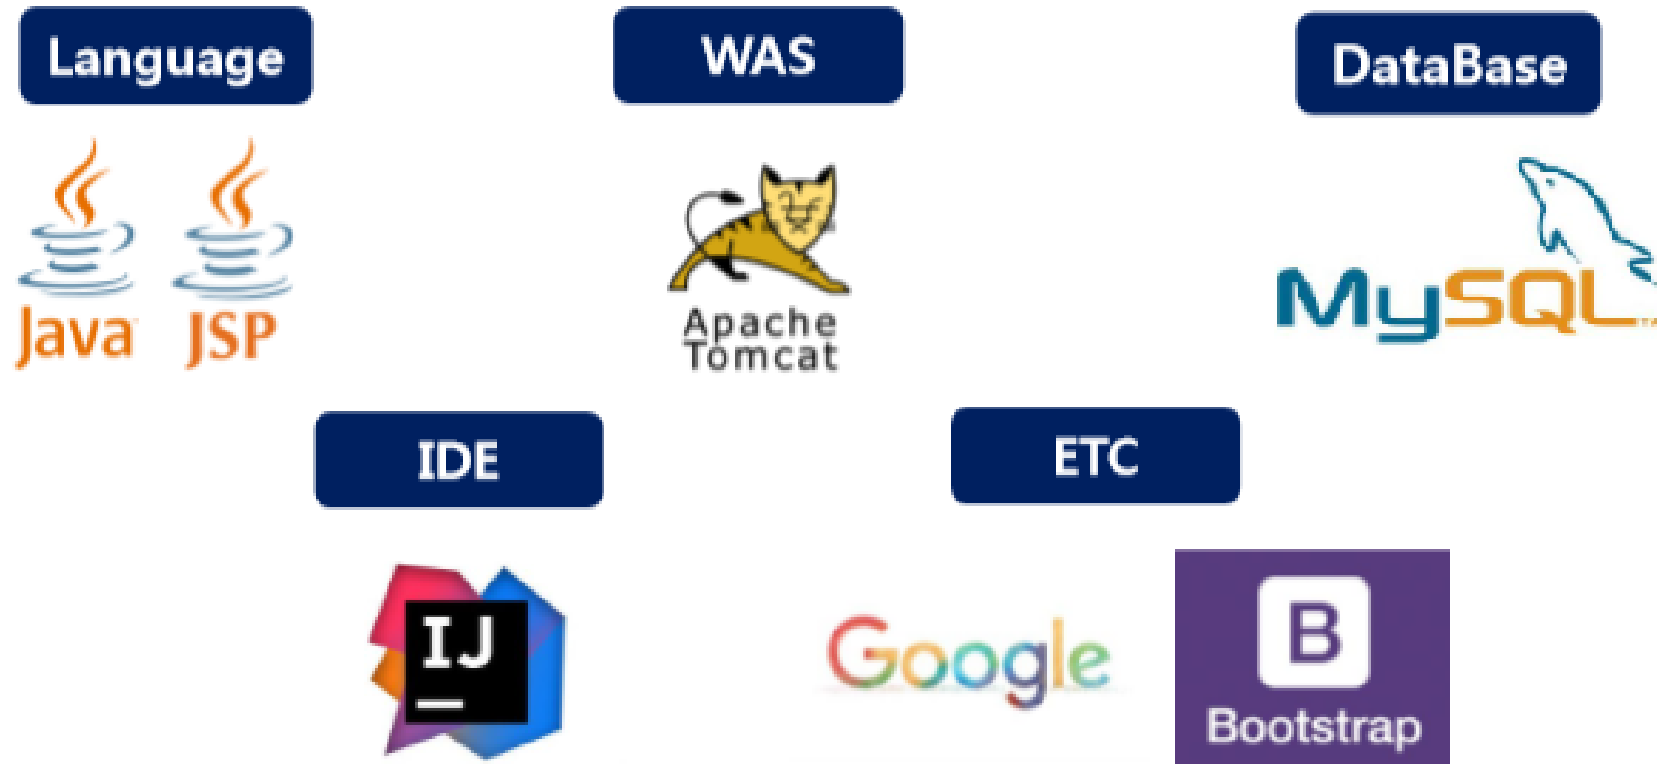 Language
WAS
DataBase
Java
JSP
Apache
Tomcat
MySQL
IDE
ETC
IJ
Google
B
Bootstrap